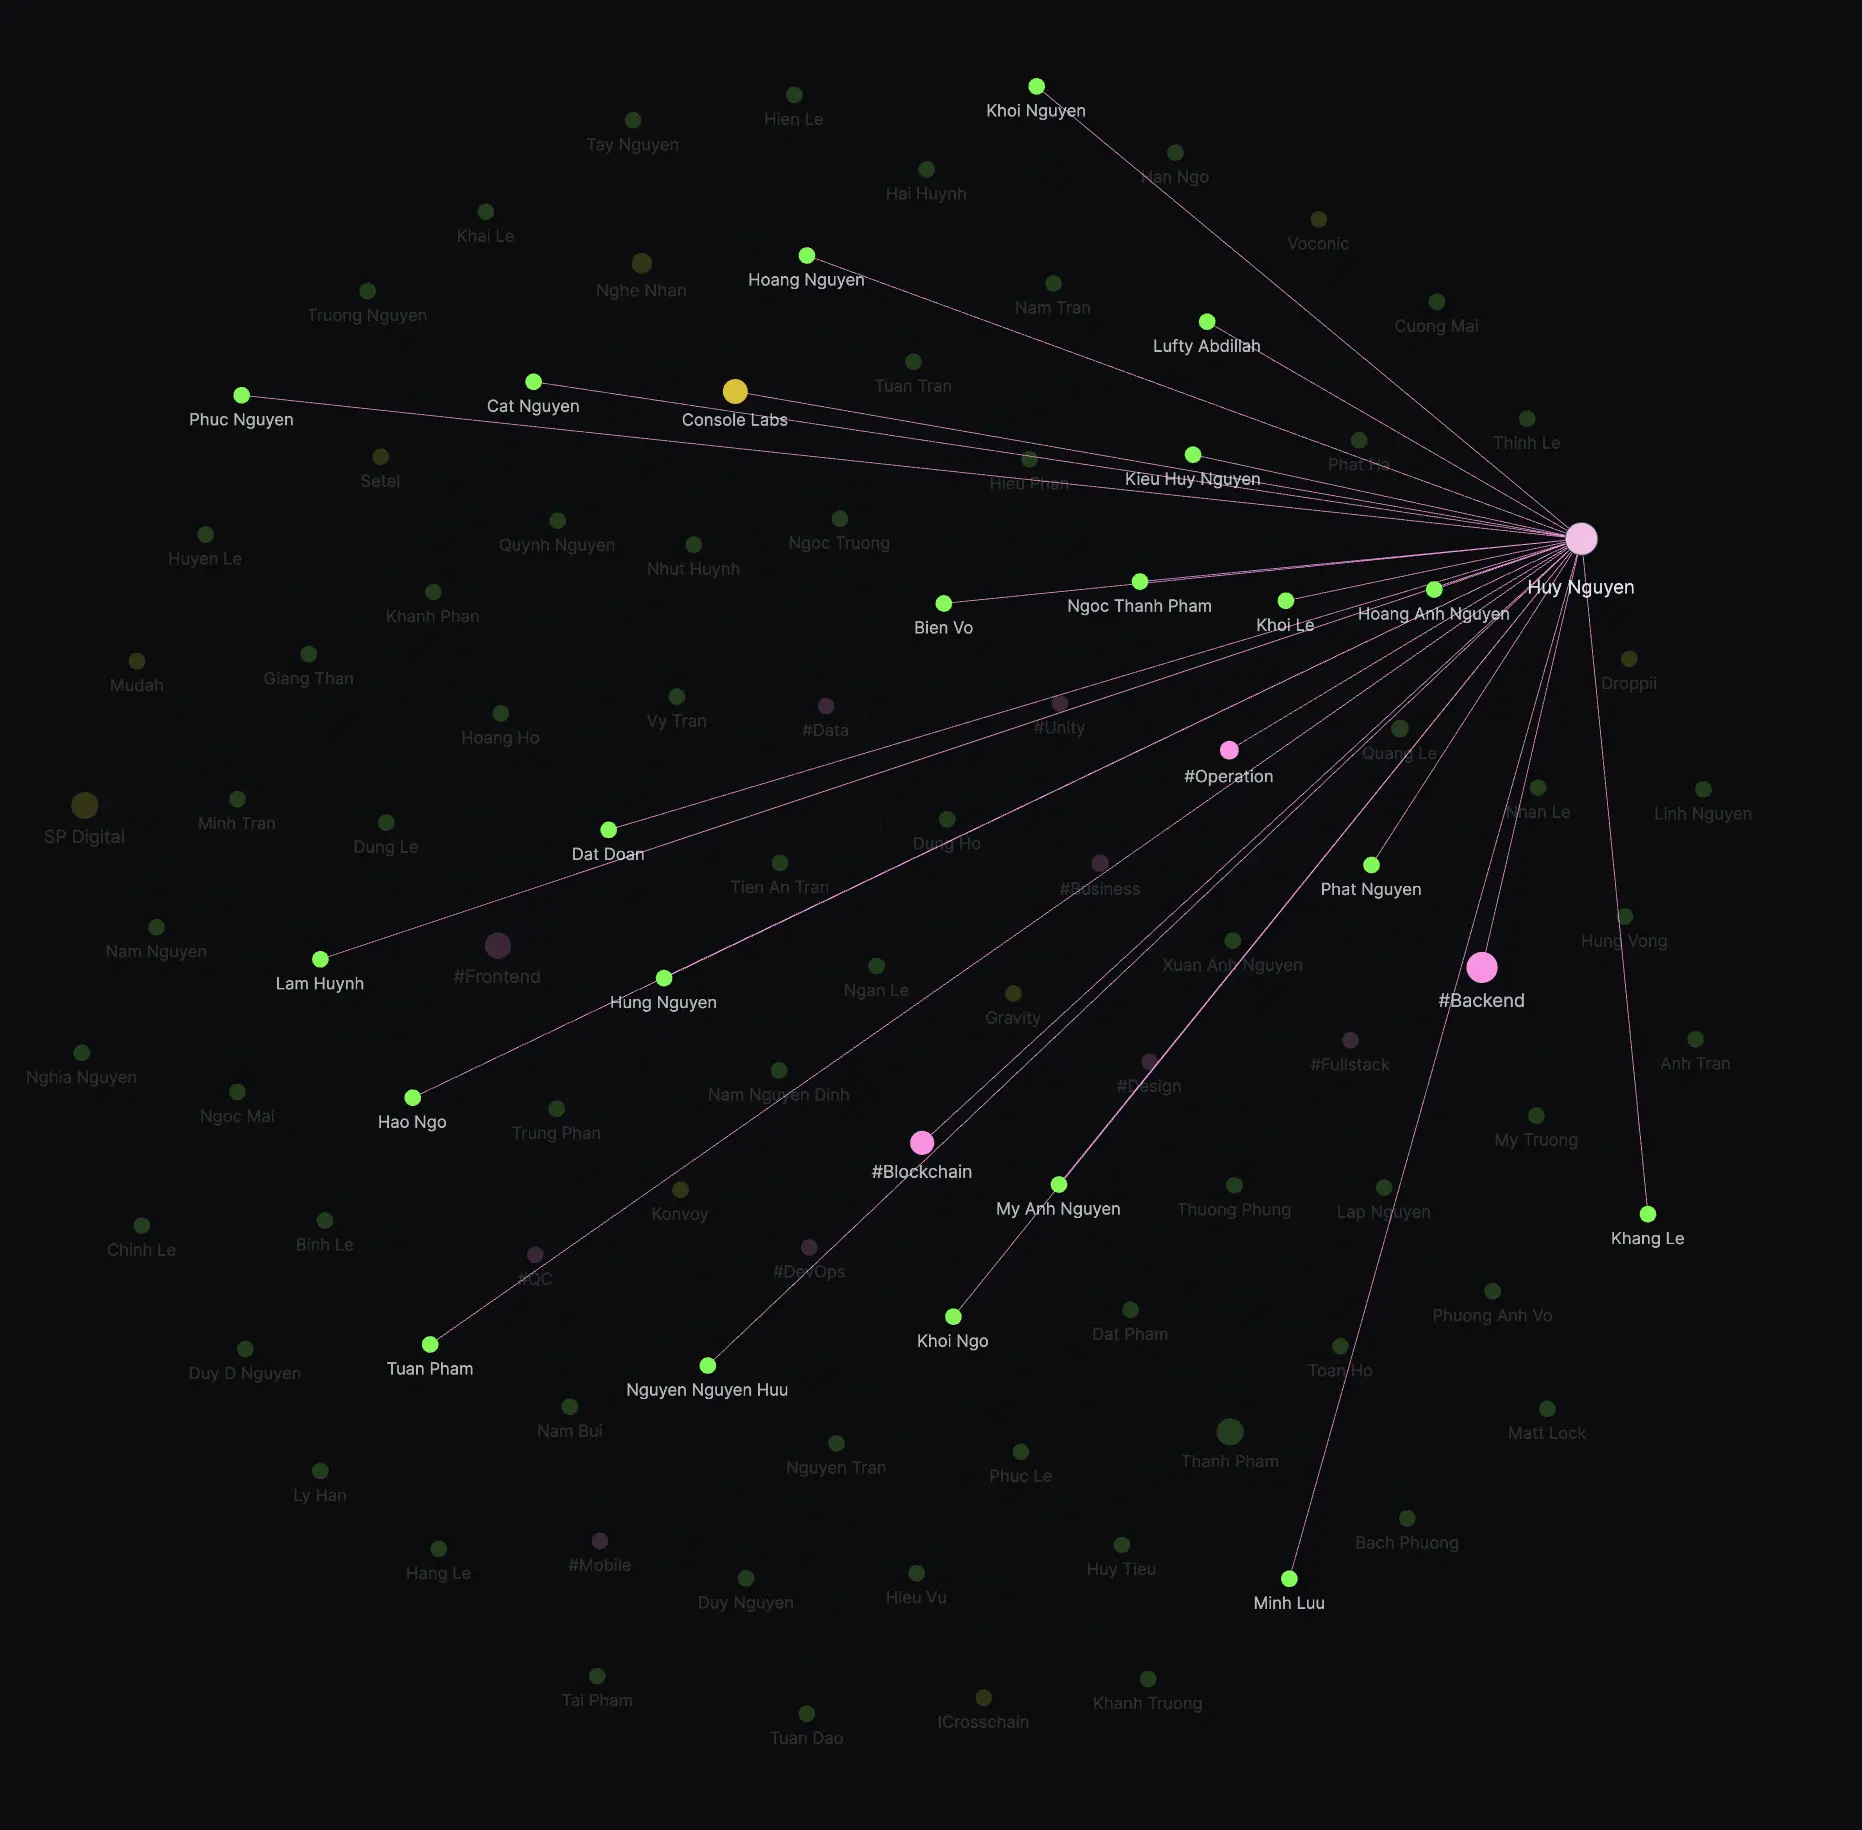 Khoi Nguyen
Hien Le
Tay Nguyen
Han Ngo
Hai Huynh
Khai Le
Voconic
Hoang Nguyen
Nghe Nhan
Nam Tran
Truong Nguyen
Cuong Mai
Lufty Abdillah
Tuan Tran
Cat Nguyen
Phuc Nguyen
Console Labs
Thinh Le
Phat Ha
Setel
Kieu Huy Nguyen
Hieu Phan
Ngoc Truong
Quynh Nguyen
Huyen Le
Nhut Huynh
Huy Nguyen
Ngoc Thanh Pham
Hoang Anh Nguyen
Khanh Phan
Khoi Le
Bien Vo
Giang Than
Mudah
Droppii
Vy Tran
#Data
#Unity
Hoang Ho
Quang Le
#Operation
Nhan Le
Linh Nguyen
Minh Tran
SP Digital
Dung Le
Dung Ho
Dat Doan
Tien An Tran
#Business
Phat Nguyen
Hung Vong
Nam Nguyen
Xuan Anh Nguyen
#Frontend
Lam Huynh
Ngan Le
#Backend
Hung Nguyen
Gravity
Anh Tran
#Fullstack
Nghia Nguyen
#Design
Nam Nguyen Dinh
Ngoc Mai
Hao Ngo
Trung Phan
My Truong
#Blockchain
My Anh Nguyen
Thuong Phung
Lap Nguyen
Konvoy
Khang Le
Binh Le
Chinh Le
#QC
#DevOps
Phuong Anh Vo
Dat Pham
Khoi Ngo
Tuan Pham
Toan Ho
Duy D Nguyen
Nguyen Nguyen Huu
Nam Bui
Matt Lock
Thanh Pham
Nguyen Tran
Phuc Le
Ly Han
Bach Phuong
#Mobile
Huy Tieu
Hang Le
Hieu Vu
Duy Nguyen
Minh Luu
Tai Pham
Khanh Truong
ICrosschain
Tuan Dao